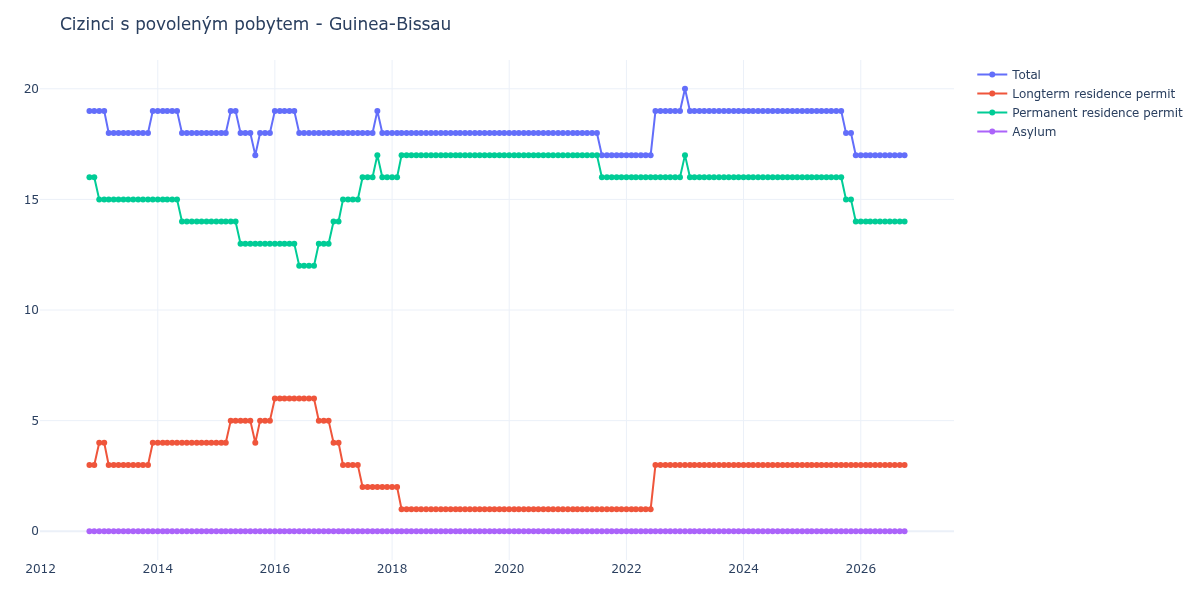 Cizinci s povoleným pobytem - Guinea-Bissau
Total
Longterm residence permit
Permanent residence permit
Asylum
20
15
10
5
0
2012 2014 2016 2018 2020 2022 2024 2026